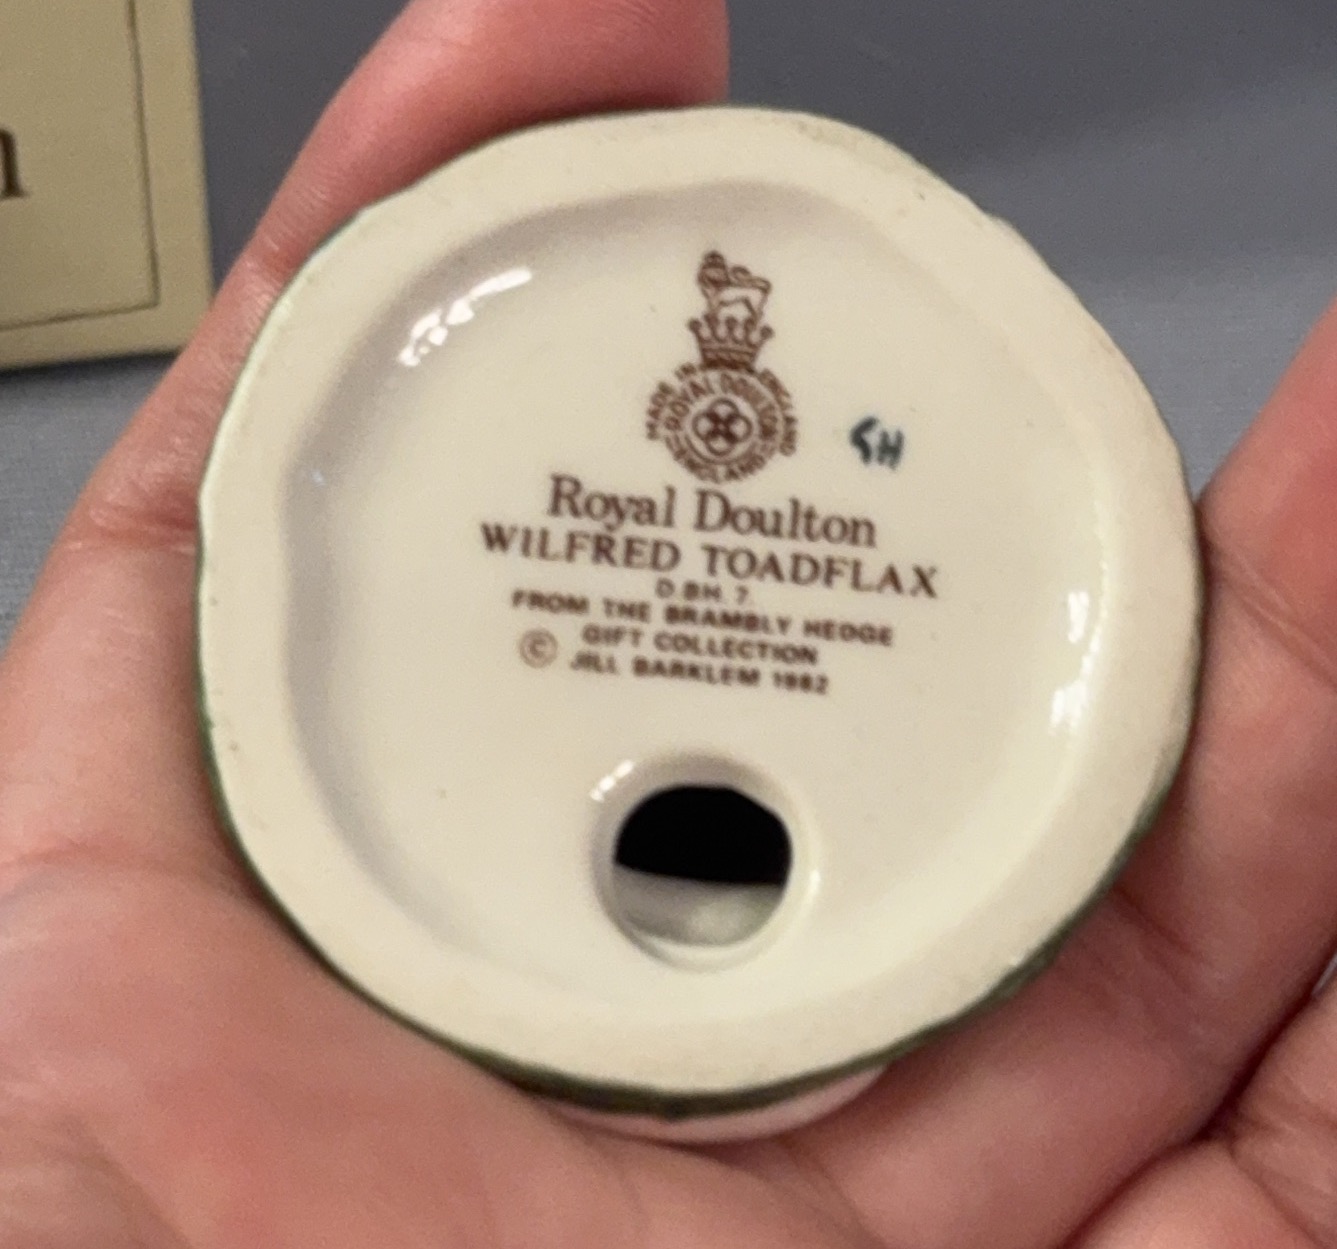 n
MADE IN ENGLAND
ROYAL DOULTON
ENGLAND
GH
Royal Doulton
WILFRED TOADFLAX
D.BH. 7.
FROM THE BRAMBLY HEDGE
GIFT COLLECTION
© JILL BARKLEM 1982